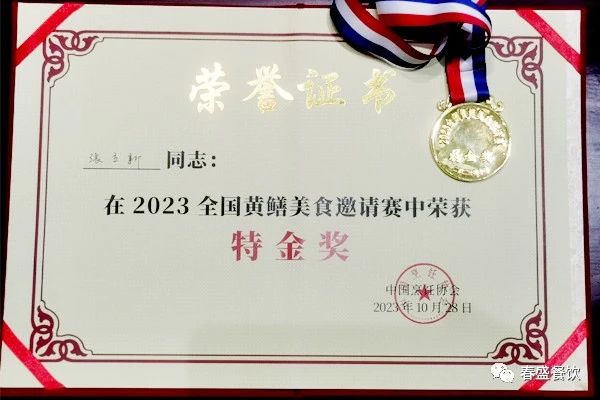 荣誉证书
张立新 同志：
在2023全国黄鳝美食邀请赛中荣获
特金奖
中国烹饪协会
2023年10月28日
春盛餐饮